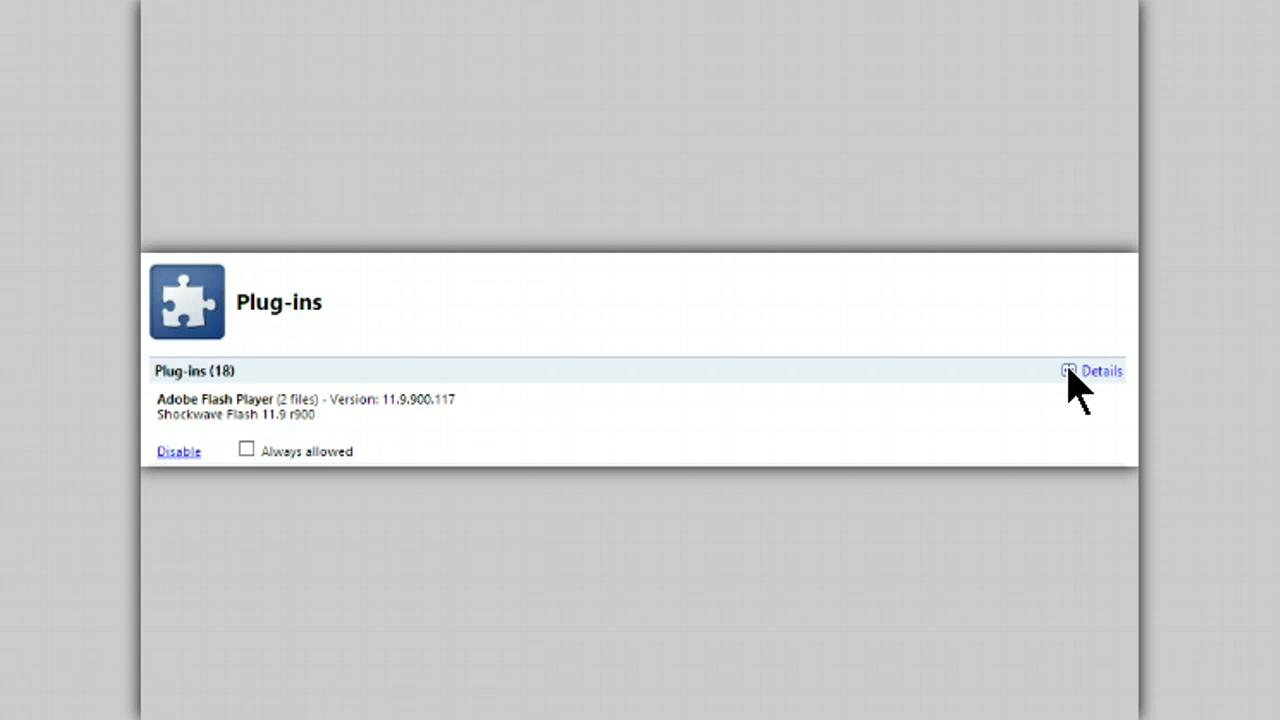 Plug-ins
Plug-ins (18)
Details
Adobe Flash Player (2 files) - Version: 11.9.900.117
Shockwave Flash 11.9 r900
Disable
Always allowed